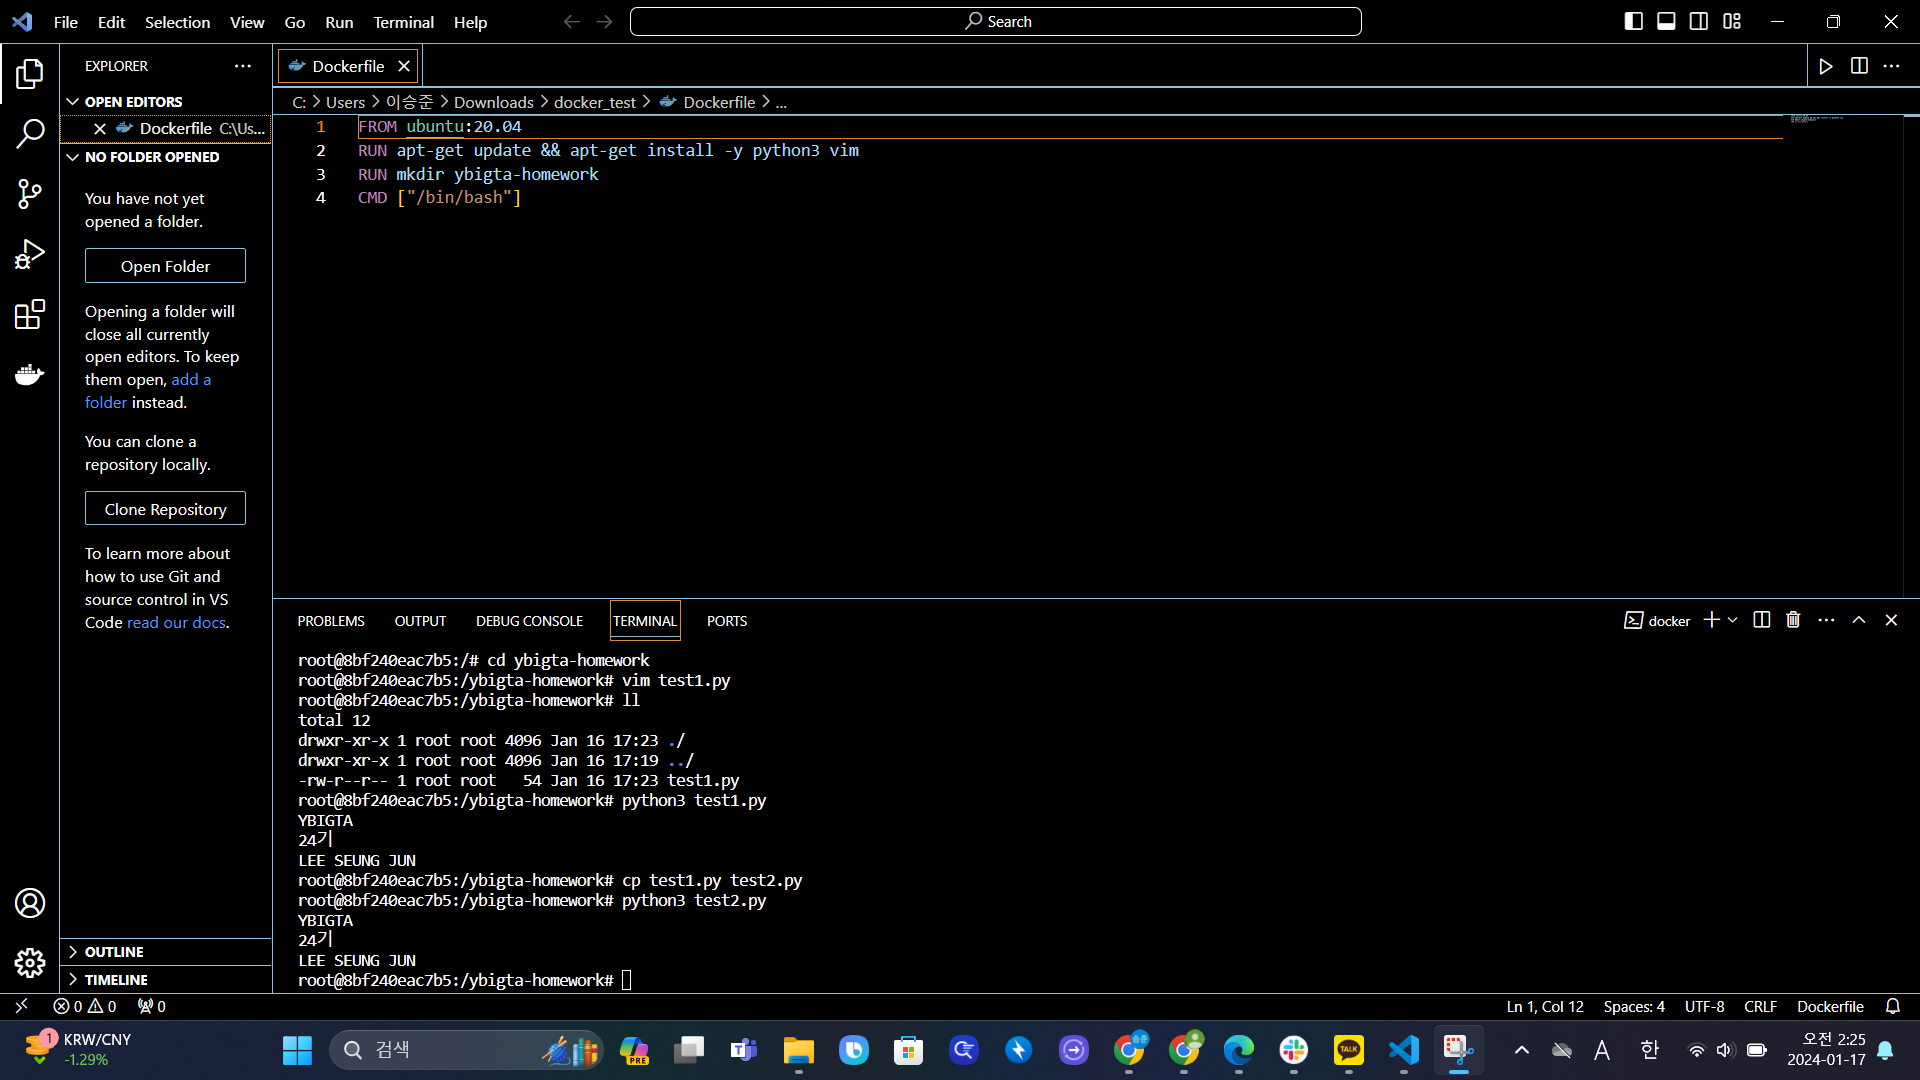 File Edit Selection View Go Run Terminal Help
Search
EXPLORER
OPEN EDITORS
Dockerfile C:\Us...
NO FOLDER OPENED
You have not yet
opened a folder.
Open Folder
Opening a folder will
close all currently
open editors. To keep
them open, add a
folder instead.
You can clone a
repository locally.
Clone Repository
To learn more about
how to use Git and
source control in VS
Code read our docs.
OUTLINE
TIMELINE
Dockerfile
C: > Users > 이승준 > Downloads > docker_test > Dockerfile > ...
1 FROM ubuntu:20.04
2 RUN apt-get update && apt-get install -y python3 vim
3 RUN mkdir ybigta-homework
4 CMD ["/bin/bash"]
PROBLEMS OUTPUT DEBUG CONSOLE TERMINAL PORTS
docker
root@8bf240eac7b5:/# cd ybigta-homework
root@8bf240eac7b5:/ybigta-homework# vim test1.py
root@8bf240eac7b5:/ybigta-homework# ll
total 12
drwxr-xr-x 1 root root 4096 Jan 16 17:23 ./
drwxr-xr-x 1 root root 4096 Jan 16 17:19 ../
-rw-r--r-- 1 root root   54 Jan 16 17:23 test1.py
root@8bf240eac7b5:/ybigta-homework# python3 test1.py
YBIGTA
24기
LEE SEUNG JUN
root@8bf240eac7b5:/ybigta-homework# cp test1.py test2.py
root@8bf240eac7b5:/ybigta-homework# python3 test2.py
YBIGTA
24기
LEE SEUNG JUN
root@8bf240eac7b5:/ybigta-homework#
0 0 0
Ln 1, Col 12 Spaces: 4 UTF-8 CRLF Dockerfile
1
KRW/CNY
-1.29%
검색
PRE
TALK
A 한
오전 2:25
2024-01-17